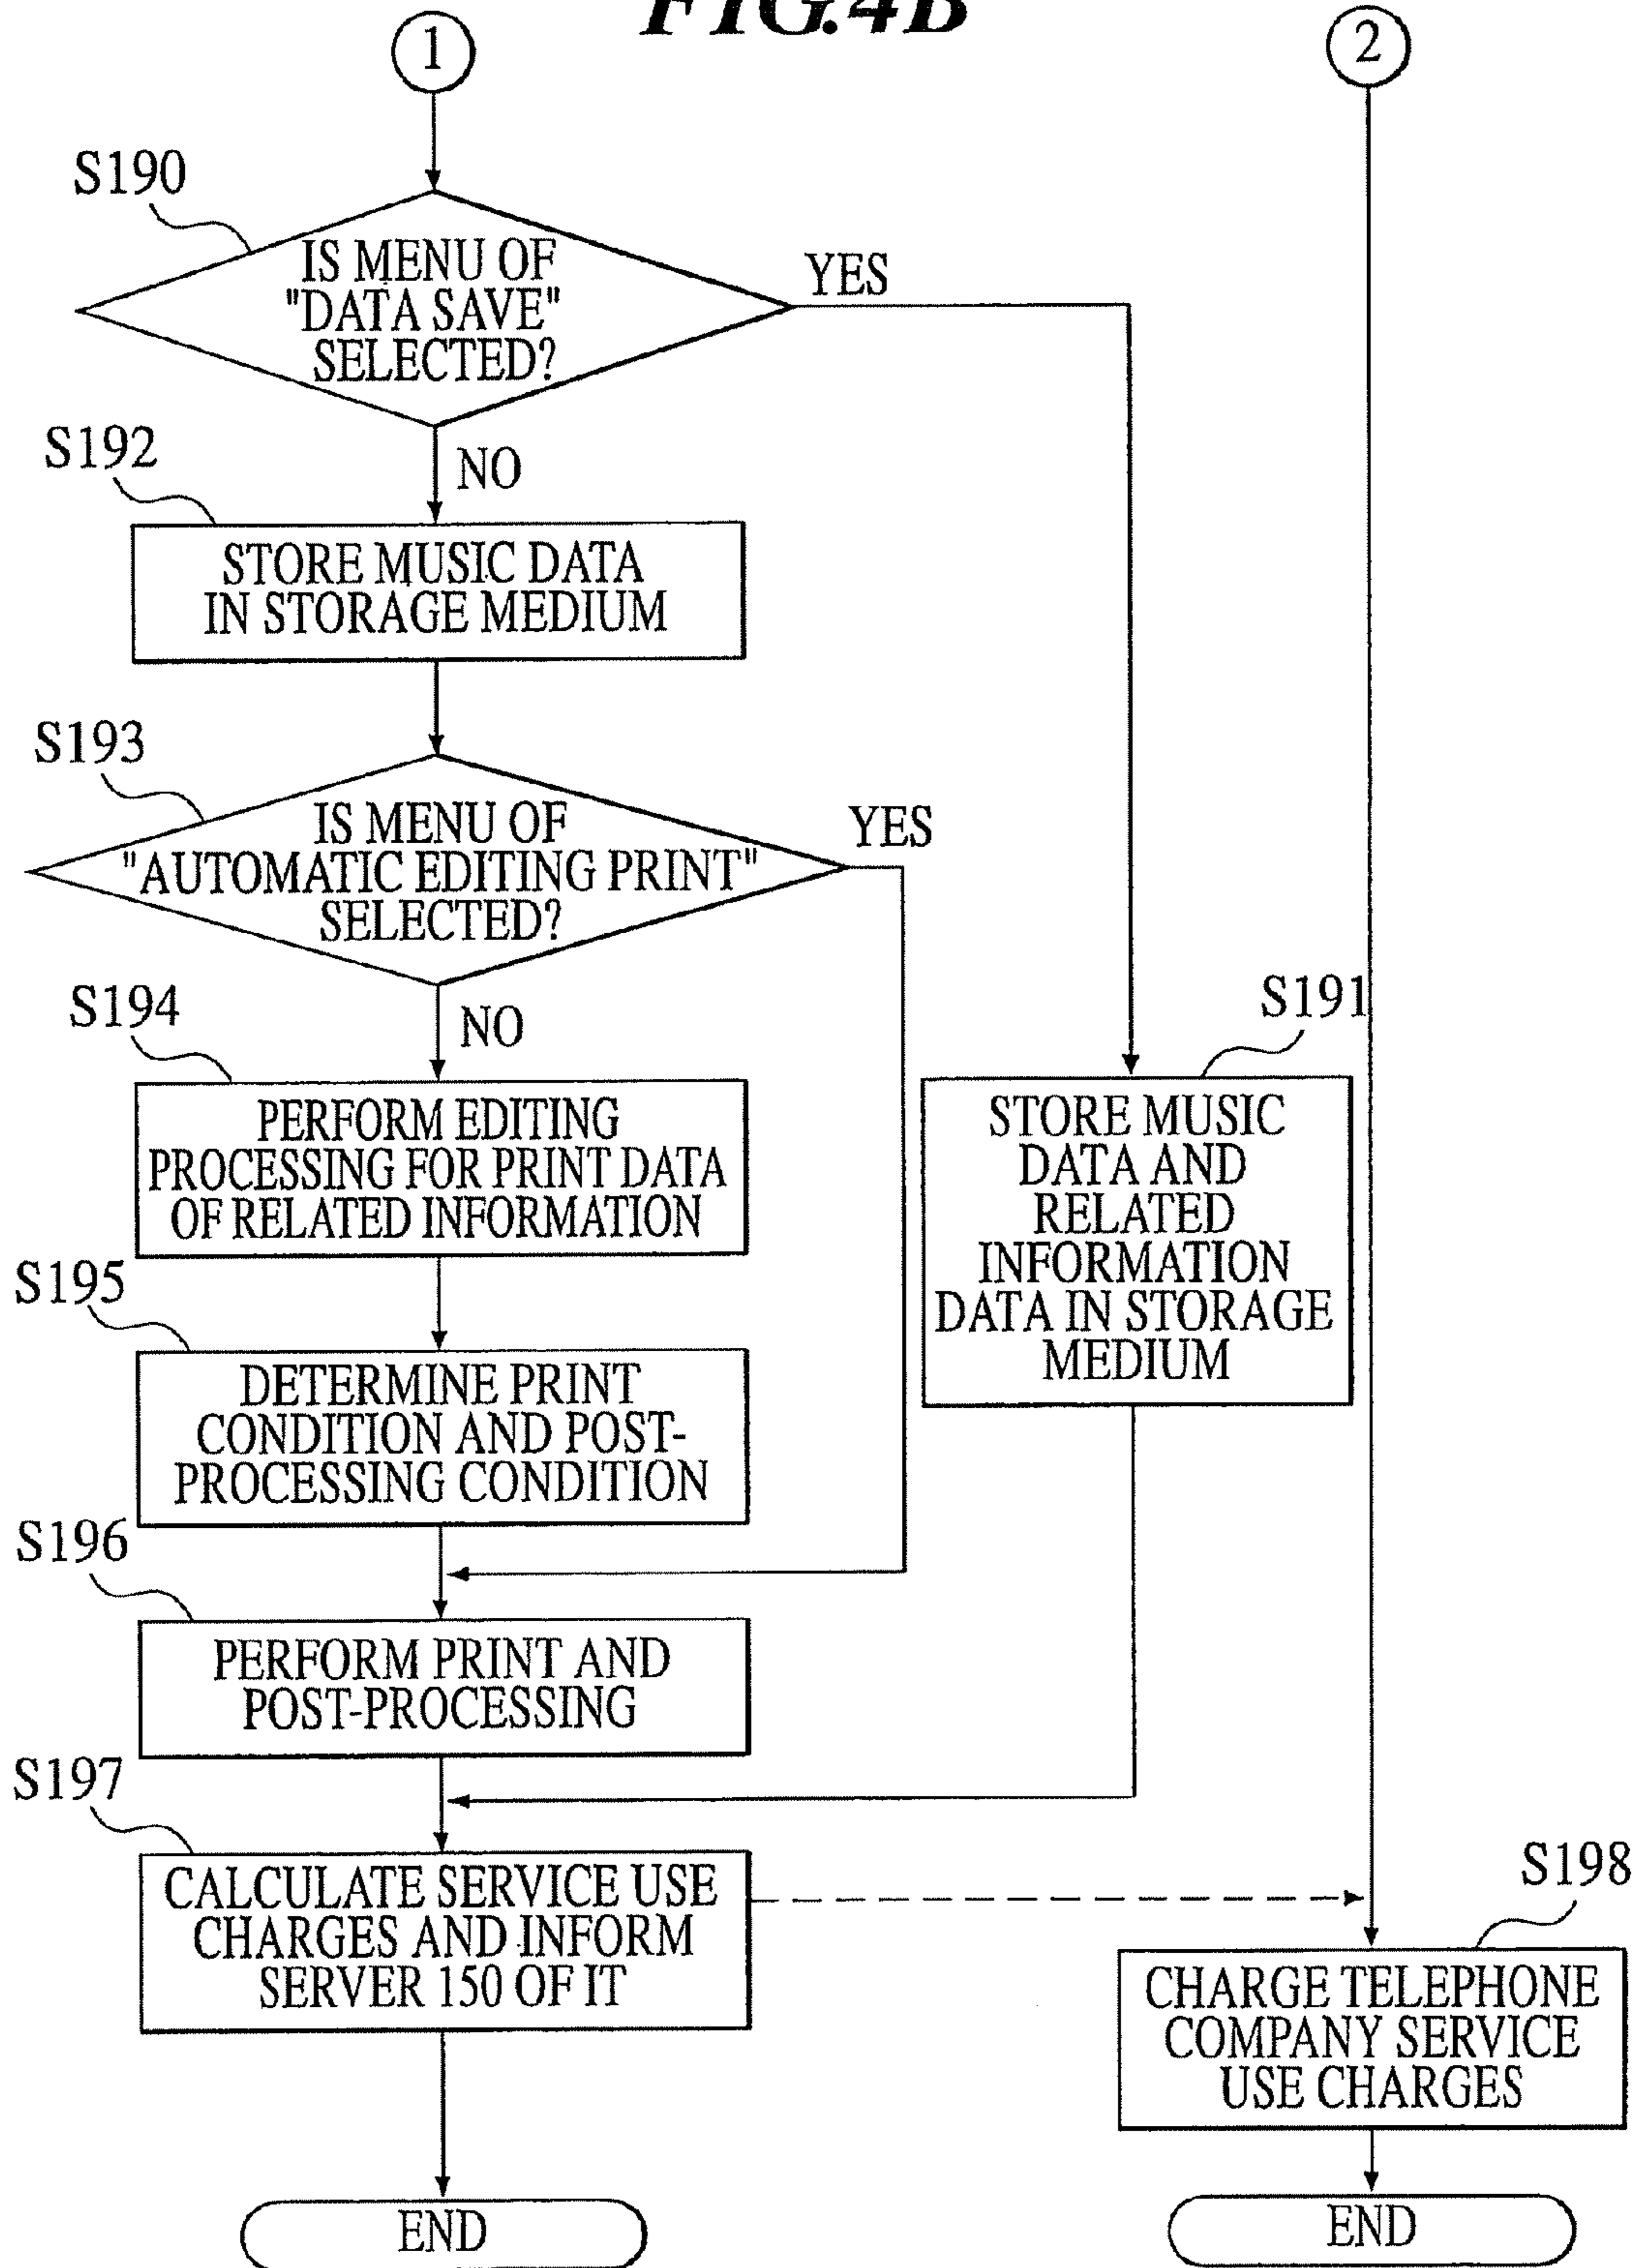 FIG.4B
1
2
S190
IS MENU OF
"DATA SAVE"
SELECTED?
YES
S192
NO
STORE MUSIC DATA
IN STORAGE MEDIUM
S193
IS MENU OF
"AUTOMATIC EDITING PRINT"
SELECTED?
YES
S194
NO
PERFORM EDITING
PROCESSING FOR PRINT DATA
OF RELATED INFORMATION
S191
STORE MUSIC
DATA AND
RELATED
INFORMATION
DATA IN STORAGE
MEDIUM
S195
DETERMINE PRINT
CONDITION AND POST-
PROCESSING CONDITION
S196
PERFORM PRINT AND
POST-PROCESSING
S197
CALCULATE SERVICE USE
CHARGES AND INFORM
SERVER 150 OF IT
S198
CHARGE TELEPHONE
COMPANY SERVICE
USE CHARGES
END
END